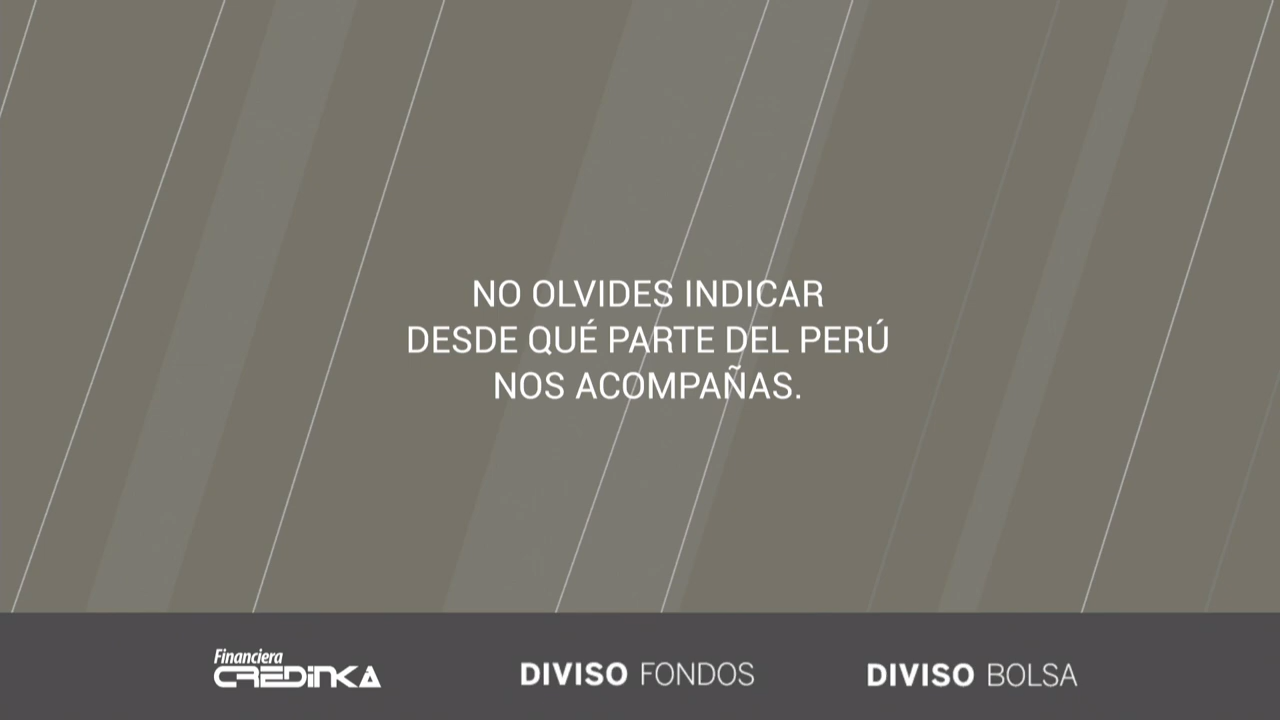 NO OLVIDES INDICAR
DESDE QUÉ PARTE DEL PERÚ
NOS ACOMPAÑAS.
Financiera
CREDINKA
DIVISO FONDOS
DIVISO BOLSA